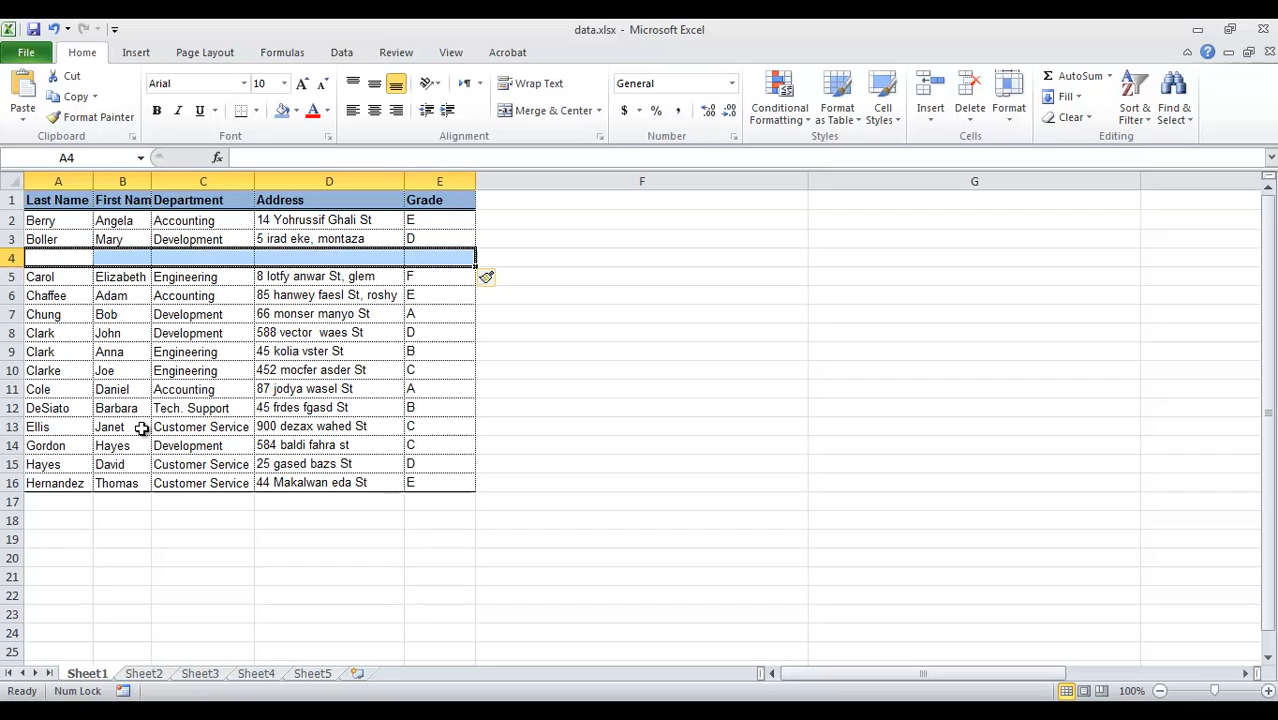 data.xlsx - Microsoft Excel
File Home Insert Page Layout Formulas Data Review View Acrobat
Cut Arial 10 Wrap Text General AutoSum
Paste Copy Conditional Format Cell Insert Delete Format Fill Sort & Find &
Format Painter B I U A Merge & Center $ % , Formatting as Table Styles Clear Filter Select
Clipboard Font Alignment Number Styles Cells Editing
A4 fx
A B C D E F G
1 Last Name First Nam Department Address Grade
2 Berry Angela Accounting 14 Yohrussif Ghali St E
3 Boller Mary Development 5 irad eke, montaza D
4
5 Carol Elizabeth Engineering 8 lotfy anwar St, glem F
6 Chaffee Adam Accounting 85 hanwey faesl St, roshy E
7 Chung Bob Development 66 monser manyo St A
8 Clark John Development 588 vector waes St D
9 Clark Anna Engineering 45 kolia vster St B
10 Clarke Joe Engineering 452 mocfer asder St C
11 Cole Daniel Accounting 87 jodya wasel St A
12 DeSiato Barbara Tech. Support 45 frdes fgasd St B
13 Ellis Janet Customer Service 900 dezax wahed St C
14 Gordon Hayes Development 584 baldi fahra st C
15 Hayes David Customer Service 25 gased bazs St D
16 Hernandez Thomas Customer Service 44 Makalwan eda St E
17
18
19
20
21
22
23
24
25
Sheet1 Sheet2 Sheet3 Sheet4 Sheet5
Ready Num Lock 100%